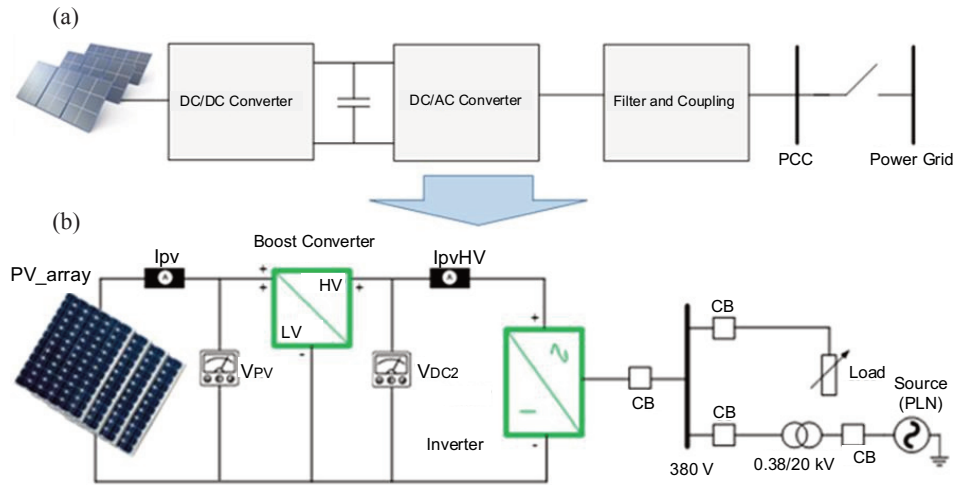 (a)
DC/DC Converter
DC/AC Converter
Filter and Coupling
PCC
Power Grid
(b)
PV_array
Ipv
A
Boost Converter
IpvHV
A
+
+
HV
+
LV
-
VPV
VDC2
+
-
Inverter
CB
380 V
CB
Load
CB
0.38/20 kV
CB
Source
(PLN)